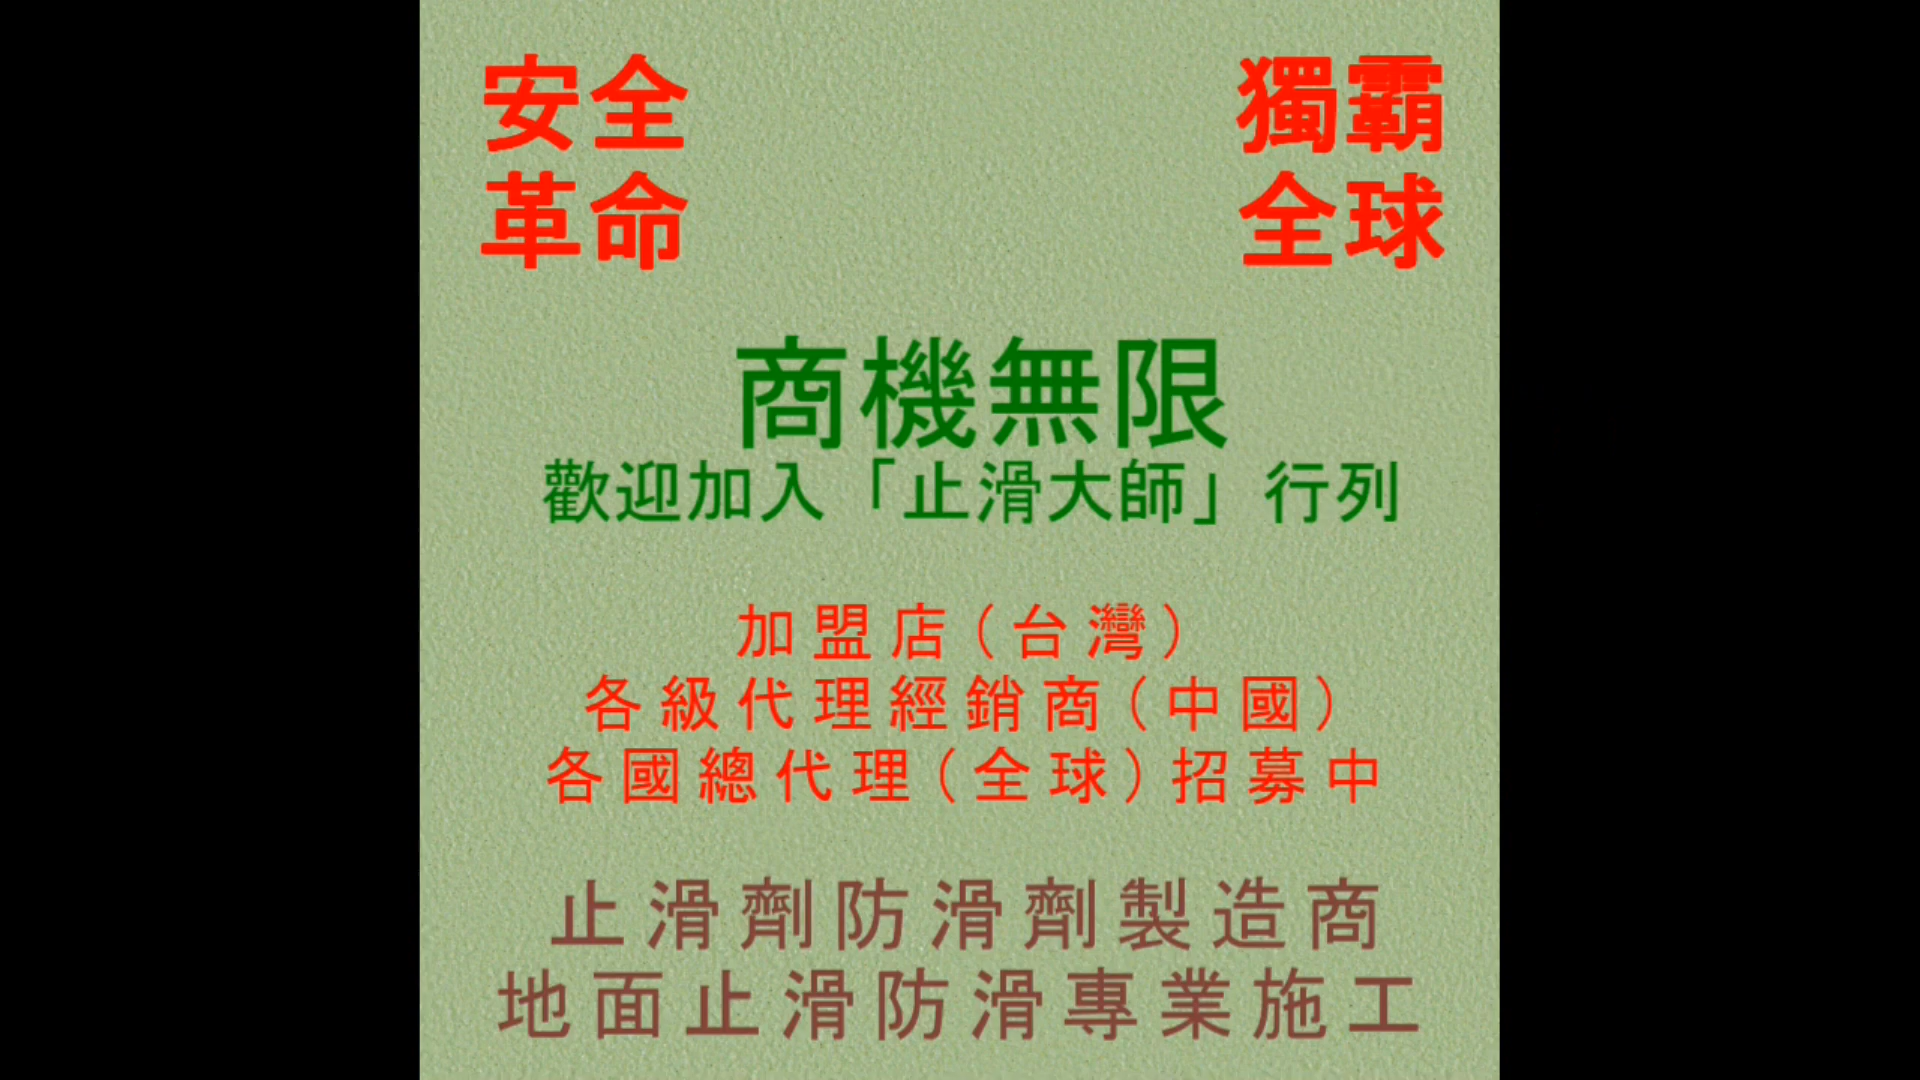 安全
革命
獨霸
全球
商機無限
歡迎加入「止滑大師」行列
加盟店(台灣)
各級代理經銷商(中國)
各國總代理(全球)招募中
止滑劑防滑劑製造商
地面止滑防滑專業施工